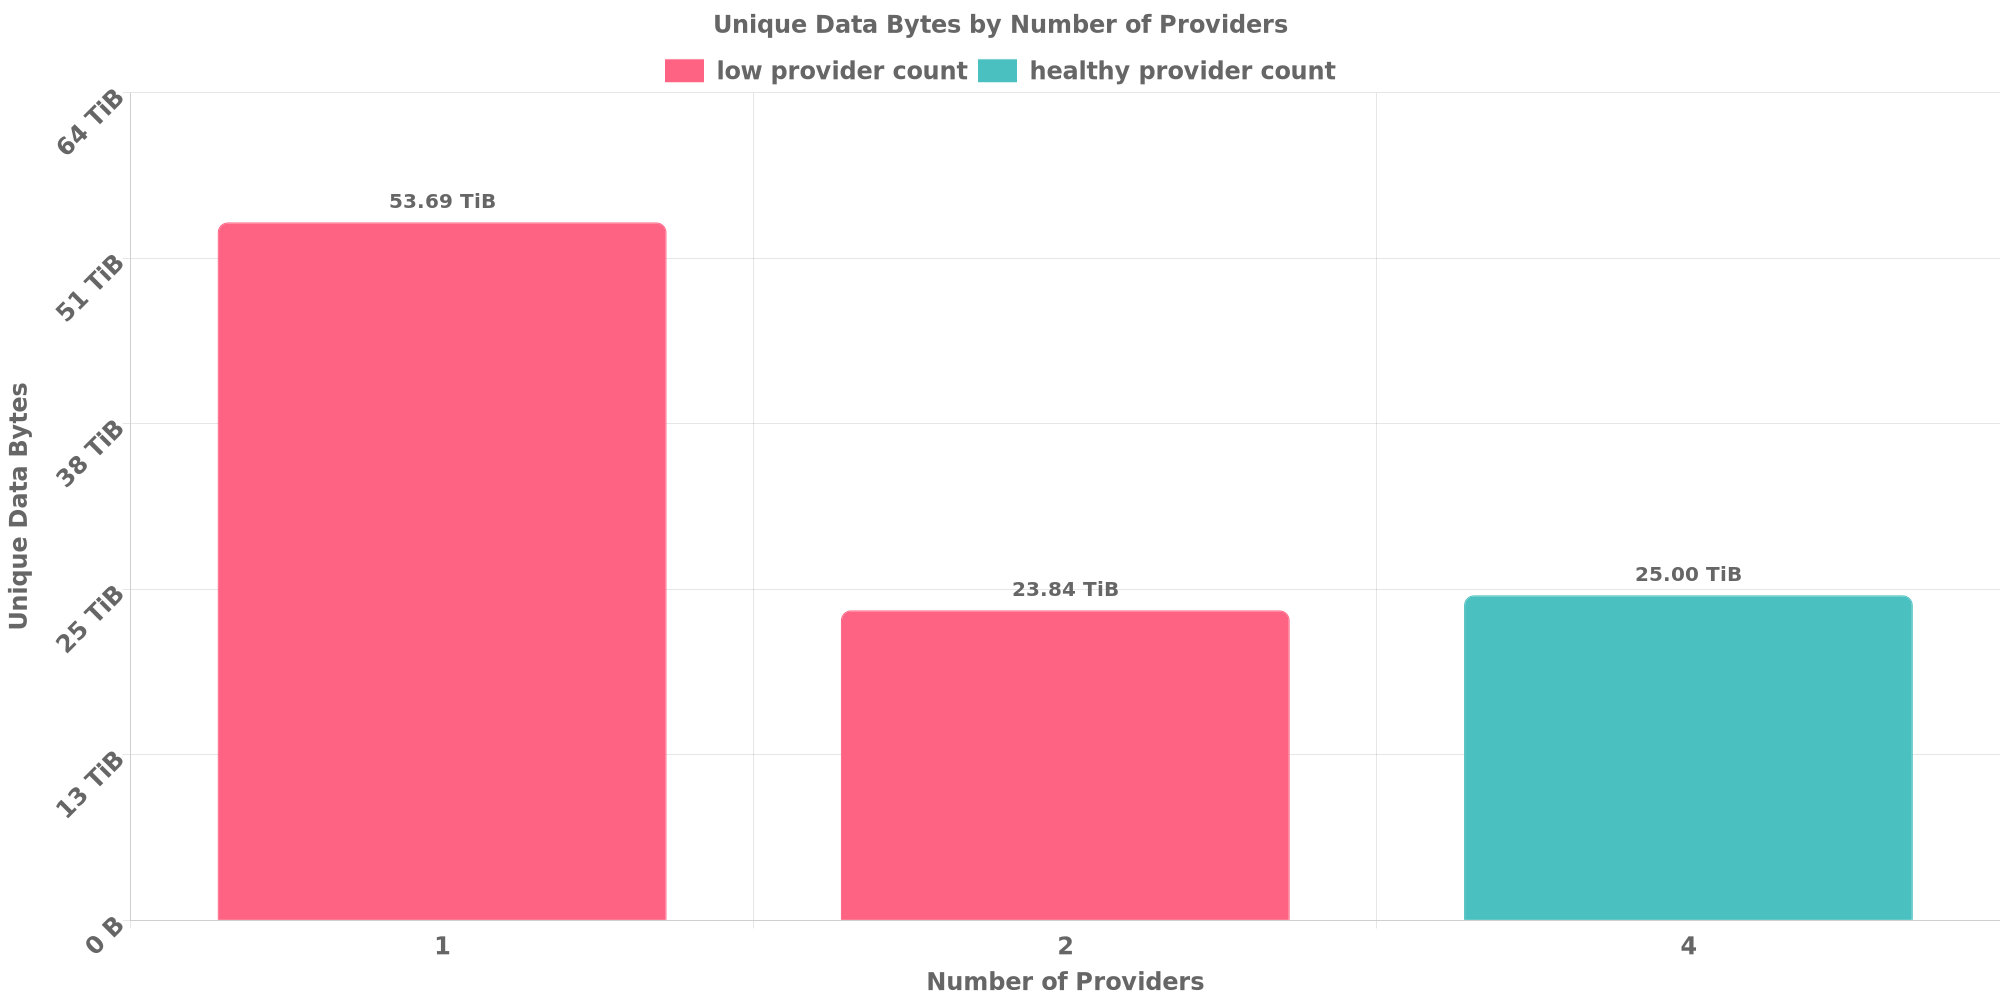 Unique Data Bytes by Number of Providers
low provider count healthy provider count
64 TiB
53.69 TiB
51 TiB
38 TiB
25.00 TiB
23.84 TiB
25 TiB
13 TiB
0 B
Unique Data Bytes
1 2 4
Number of Providers